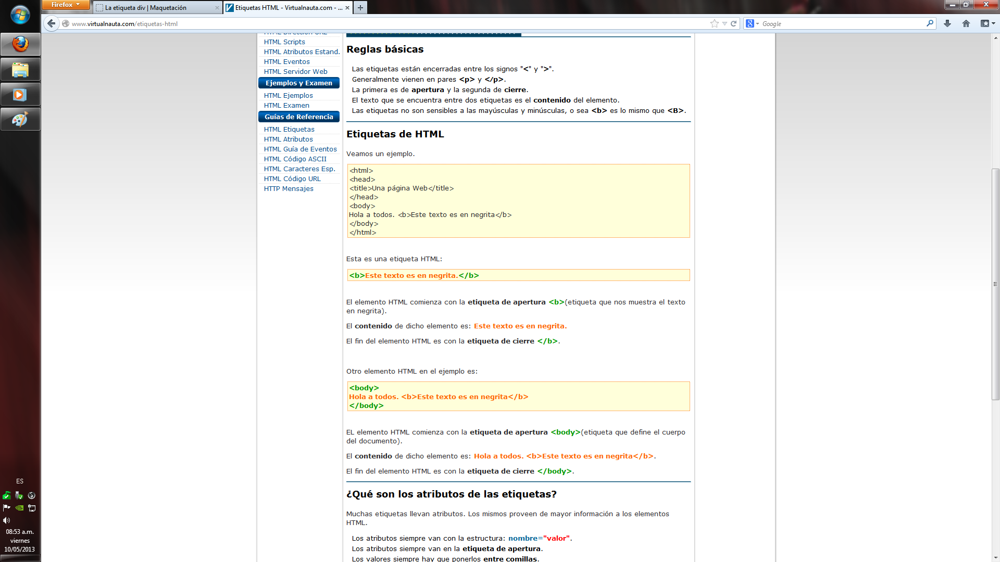 Firefox
La etiqueta div | Maquetación
Etiquetas HTML - Virtualnauta.com - ...
www.virtualnauta.com/etiquetas-html
Google
HTML Dirección URL
HTML Scripts
HTML Atributos Estand.
HTML Eventos
HTML Servidor Web
Ejemplos y Examen
HTML Ejemplos
HTML Examen
Guías de Referencia
HTML Etiquetas
HTML Atributos
HTML Guía de Eventos
HTML Código ASCII
HTML Caracteres Esp.
HTML Código URL
HTTP Mensajes
Reglas básicas
Las etiquetas están encerradas entre los signos "<" y ">".
Generalmente vienen en pares <p> y </p>.
La primera es de apertura y la segunda de cierre.
El texto que se encuentra entre dos etiquetas es el contenido del elemento.
Las etiquetas no son sensibles a las mayúsculas y minúsculas, o sea <b> es lo mismo que <B>.
Etiquetas de HTML
Veamos un ejemplo.
<html>
<head>
<title>Una página Web</title>
</head>
<body>
Hola a todos. <b>Este texto es en negrita</b>
</body>
</html>
Esta es una etiqueta HTML:
<b>Este texto es en negrita.</b>
El elemento HTML comienza con la etiqueta de apertura <b>(etiqueta que nos muestra el texto
en negrita).
El contenido de dicho elemento es: Este texto es en negrita.
El fin del elemento HTML es con la etiqueta de cierre </b>.
Otro elemento HTML en el ejemplo es:
<body>
Hola a todos. <b>Este texto es en negrita</b>
</body>
EL elemento HTML comienza con la etiqueta de apertura <body>(etiqueta que define el cuerpo
del documento).
El contenido de dicho elemento es: Hola a todos. <b>Este texto es en negrita</b>.
El fin del elemento HTML es con la etiqueta de cierre </body>.
¿Qué son los atributos de las etiquetas?
Muchas etiquetas llevan atributos. Los mismos proveen de mayor información a los elementos
HTML.
Los atributos siempre van con la estructura: nombre="valor".
Los atributos siempre van en la etiqueta de apertura.
Los valores siempre hay que ponerlos entre comillas.
ES
08:53 a.m.
viernes
10/05/2013